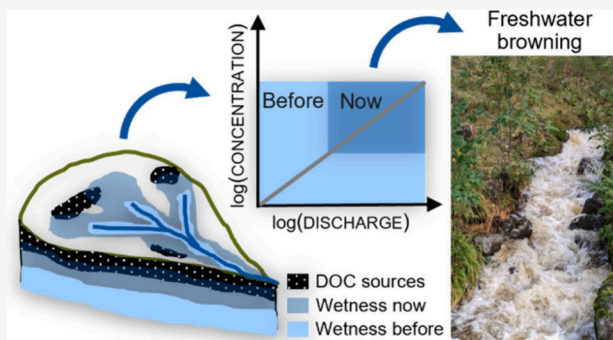 Freshwater
browning
log(CONCENTRATION)
Before
Now
log(DISCHARGE)
DOC sources
Wetness now
Wetness before